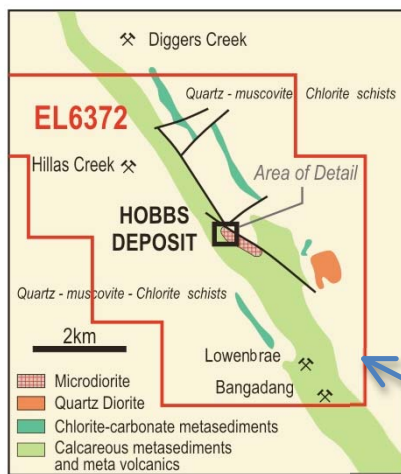 Diggers Creek
Quartz - muscovite Chlorite schists
EL6372
Hillas Creek
Area of Detail
HOBBS
DEPOSIT
Quartz - muscovite - Chlorite schists
2km
Lowenbrae
Bangadang
Microdiorite
Quartz Diorite
Chlorite-carbonate metasediments
Calcareous metasediments
and meta volcanics